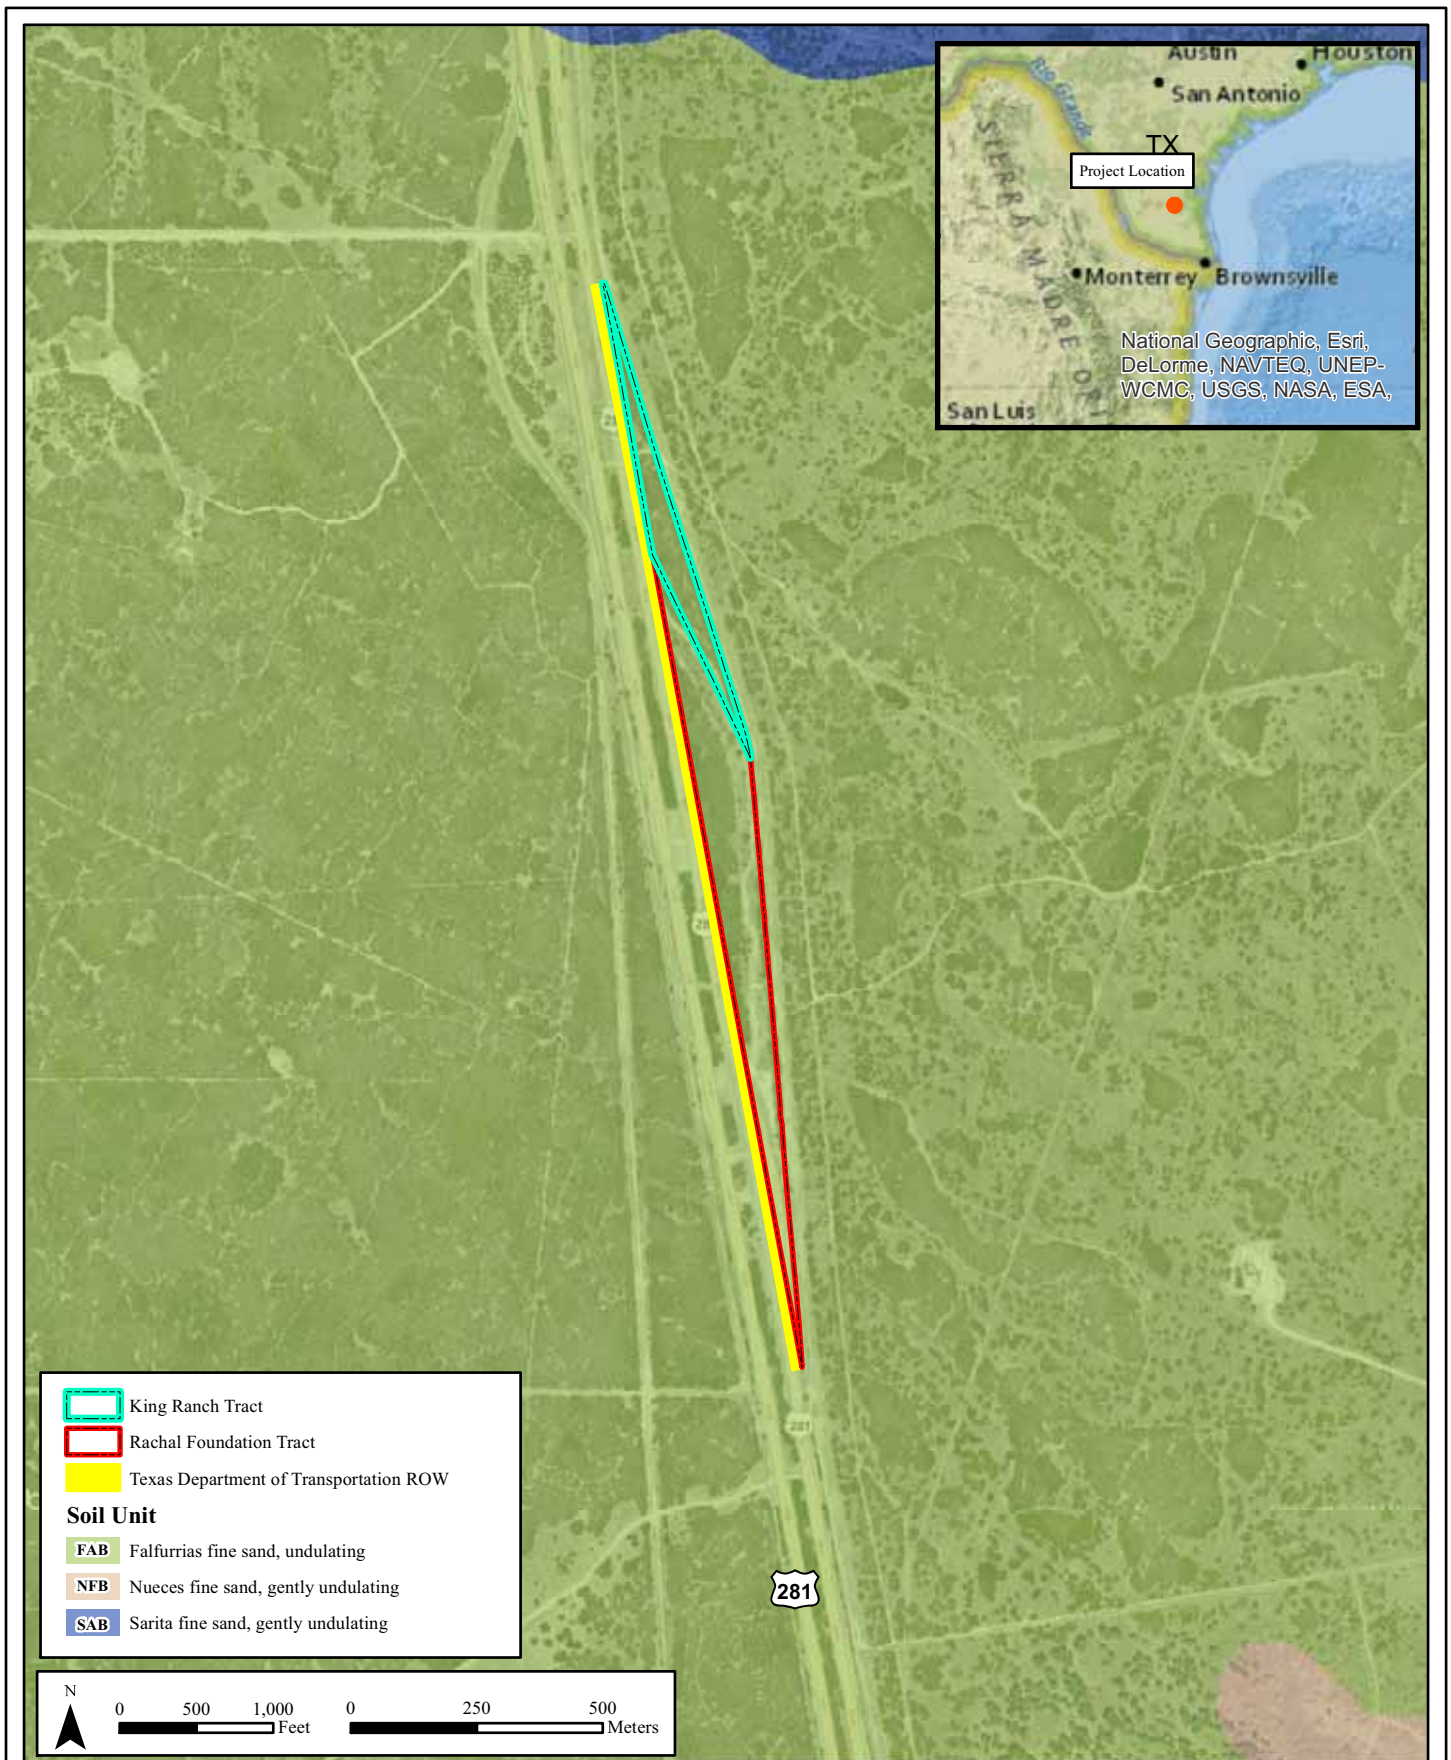 Austin
Houston
Rio Grande
San Antonio
TX
Project Location
SIERRA MADRE ORI
Monterrey
Brownsville
National Geographic, Esri,
DeLorme, NAVTEQ, UNEP-
WCMC, USGS, NASA, ESA,
San Luis
281
King Ranch Tract
Rachal Foundation Tract
Texas Department of Transportation ROW
Soil Unit
FAB Falfurrias fine sand, undulating
NFB Nueces fine sand, gently undulating
SAB Sarita fine sand, gently undulating
281
N
0 500 1,000
Feet
0 250 500
Meters